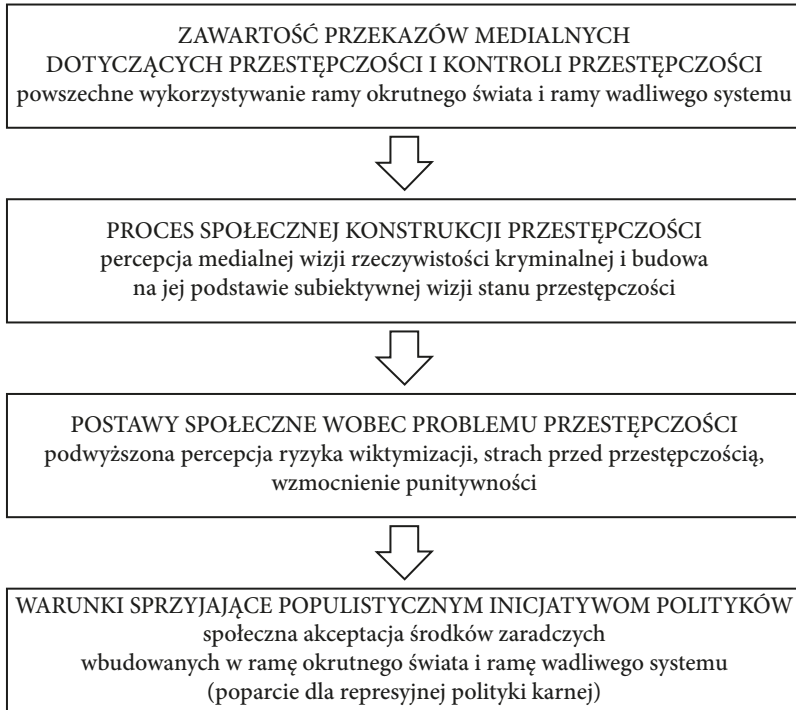 ZAWARTOŚĆ PRZEKAZÓW MEDIALNYCH
DOTYCZĄCYCH PRZESTĘPCZOŚCI I KONTROLI PRZESTĘPCZOŚCI
powszechne wykorzystywanie ramy okrutnego świata i ramy wadliwego systemu
PROCES SPOŁECZNEJ KONSTRUKCJI PRZESTĘPCZOŚCI
percepcja medialnej wizji rzeczywistości kryminalnej i budowa
na jej podstawie subiektywnej wizji stanu przestępczości
POSTAWY SPOŁECZNE WOBEC PROBLEMU PRZESTĘPCZOŚCI
podwyższona percepcja ryzyka wiktymizacji, strach przed przestępczością,
wzmocnienie punitywności
WARUNKI SPRZYJAJĄCE POPULISTYCZNYM INICJATYWOM POLITYKÓW
społeczna akceptacja środków zaradczych
wbudowanych w ramę okrutnego świata i ramę wadliwego systemu
(poparcie dla represyjnej polityki karnej)